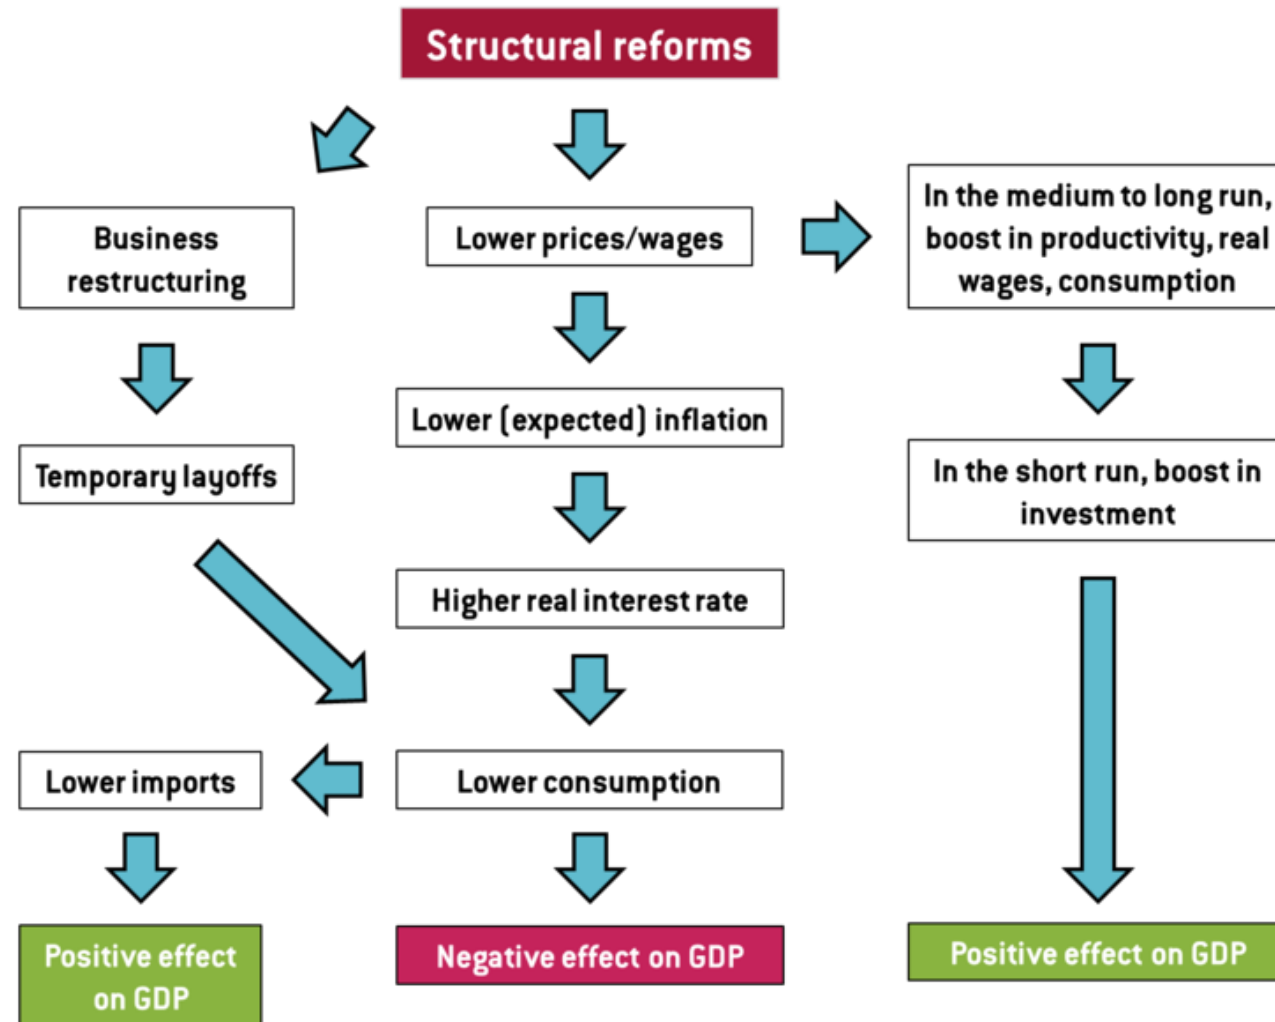 Structural reforms
Business
restructuring
Lower prices/wages
In the medium to long run,
boost in productivity, real
wages, consumption
Temporary layoffs
Lower (expected) inflation
In the short run, boost in
investment
Higher real interest rate
Lower imports
Lower consumption
Positive effect
on GDP
Negative effect on GDP
Positive effect on GDP